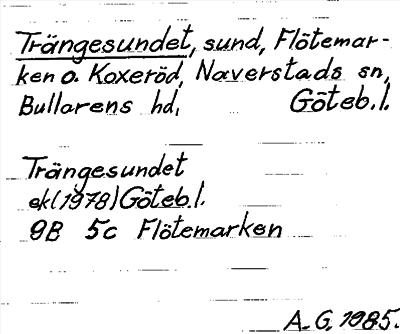 Trängesundet, sund, Flötemar-
ken o. Koxeröd, Naverstads sn,
Bullarens hd, Göteb.l.
Trängesundet
ek(1978)Göteb.l.
9B 5c Flötemarken
A-G. 1985.